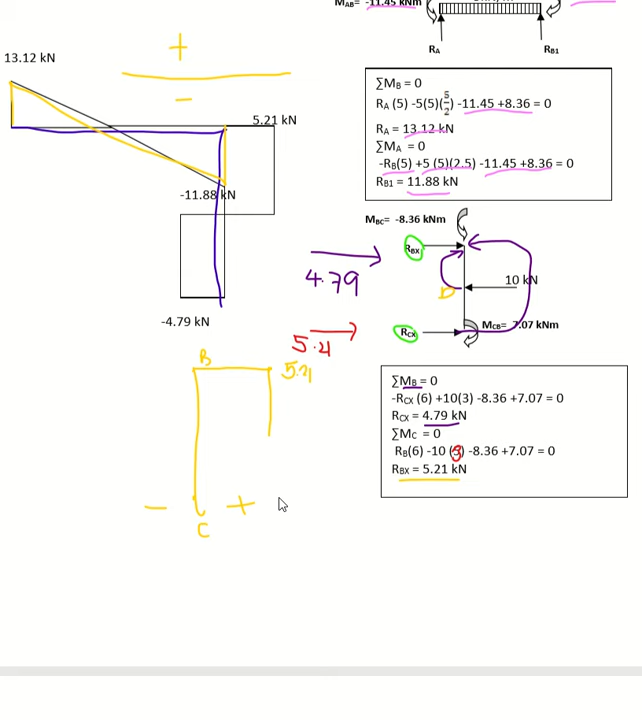 MAB= -11.45 kNm
RA
RB1
13.12 kN
+
−
5.21 kN
-11.88 kN
-4.79 kN
∑MB = 0
RA (5) -5(5)(5/2) -11.45 +8.36 = 0
RA = 13.12 kN
∑MA = 0
-RB(5) +5 (5)(2.5) -11.45 +8.36 = 0
RB1 = 11.88 kN
MBC= -8.36 kNm
RBX
4.79
10 kN
D
5.21
RCX
MCB= 7.07 kNm
B
5.21
− +
C
∑MB = 0
-RCX (6) +10(3) -8.36 +7.07 = 0
RCX = 4.79 kN
∑MC = 0
RB(6) -10 (3) -8.36 +7.07 = 0
RBX = 5.21 kN